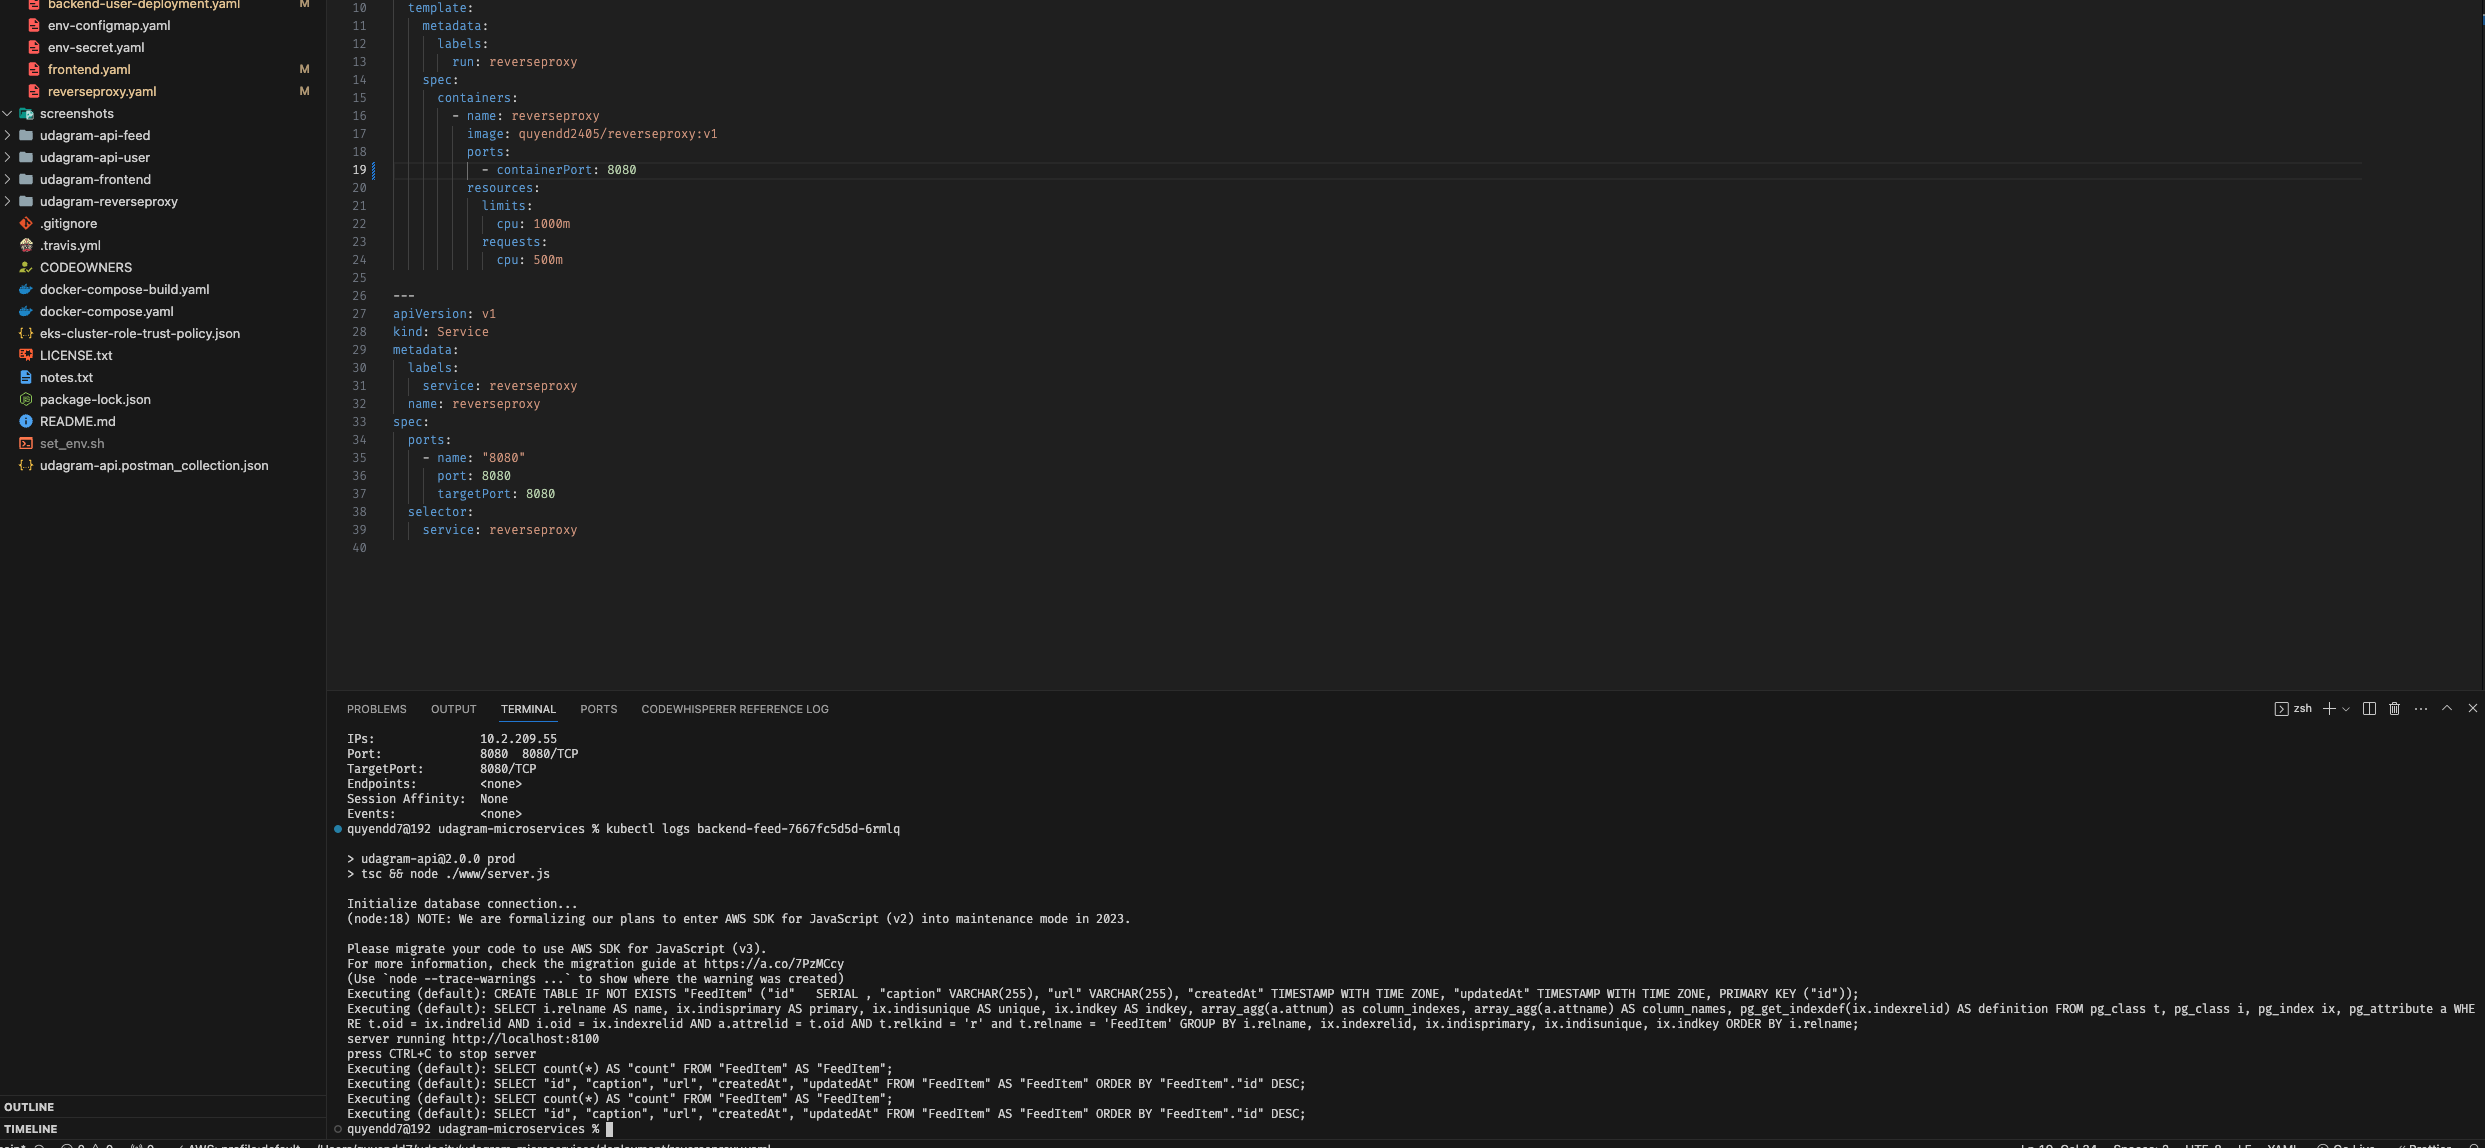 backend-user-deployment.yaml M
env-configmap.yaml
env-secret.yaml
frontend.yaml M
reverseproxy.yaml M
screenshots
udagram-api-feed
udagram-api-user
udagram-frontend
udagram-reverseproxy
.gitignore
.travis.yml
CODEOWNERS
docker-compose-build.yaml
docker-compose.yaml
eks-cluster-role-trust-policy.json
LICENSE.txt
notes.txt
package-lock.json
README.md
set_env.sh
udagram-api.postman_collection.json
OUTLINE
TIMELINE
10 template:
11 metadata:
12 labels:
13 run: reverseproxy
14 spec:
15 containers:
16 - name: reverseproxy
17 image: quyendd2405/reverseproxy:v1
18 ports:
19 - containerPort: 8080
20 resources:
21 limits:
22 cpu: 1000m
23 requests:
24 cpu: 500m
25
26 ---
27 apiVersion: v1
28 kind: Service
29 metadata:
30 labels:
31 service: reverseproxy
32 name: reverseproxy
33 spec:
34 ports:
35 - name: "8080"
36 port: 8080
37 targetPort: 8080
38 selector:
39 service: reverseproxy
40
PROBLEMS OUTPUT TERMINAL PORTS CODEWHISPERER REFERENCE LOG zsh
IPs: 10.2.209.55
Port: 8080 8080/TCP
TargetPort: 8080/TCP
Endpoints: <none>
Session Affinity: None
Events: <none>
quyendd7@192 udagram-microservices % kubectl logs backend-feed-7667fc5d5d-6rmlq
> udagram-api@2.0.0 prod
> tsc && node ./www/server.js
Initialize database connection...
(node:18) NOTE: We are formalizing our plans to enter AWS SDK for JavaScript (v2) into maintenance mode in 2023.
Please migrate your code to use AWS SDK for JavaScript (v3).
For more information, check the migration guide at https://a.co/7PzMCcy
(Use `node --trace-warnings ...` to show where the warning was created)
Executing (default): CREATE TABLE IF NOT EXISTS "FeedItem" ("id"   SERIAL , "caption" VARCHAR(255), "url" VARCHAR(255), "createdAt" TIMESTAMP WITH TIME ZONE, "updatedAt" TIMESTAMP WITH TIME ZONE, PRIMARY KEY ("id"));
Executing (default): SELECT i.relname AS name, ix.indisprimary AS primary, ix.indisunique AS unique, ix.indkey AS indkey, array_agg(a.attnum) as column_indexes, array_agg(a.attname) AS column_names, pg_get_indexdef(ix.indexrelid) AS definition FROM pg_class t, pg_class i, pg_index ix, pg_attribute a WHE
RE t.oid = ix.indrelid AND i.oid = ix.indexrelid AND a.attrelid = t.oid AND t.relkind = 'r' and t.relname = 'FeedItem' GROUP BY i.relname, ix.indexrelid, ix.indisprimary, ix.indisunique, ix.indkey ORDER BY i.relname;
server running http://localhost:8100
press CTRL+C to stop server
Executing (default): SELECT count(*) AS "count" FROM "FeedItem" AS "FeedItem";
Executing (default): SELECT "id", "caption", "url", "createdAt", "updatedAt" FROM "FeedItem" AS "FeedItem" ORDER BY "FeedItem"."id" DESC;
Executing (default): SELECT count(*) AS "count" FROM "FeedItem" AS "FeedItem";
Executing (default): SELECT "id", "caption", "url", "createdAt", "updatedAt" FROM "FeedItem" AS "FeedItem" ORDER BY "FeedItem"."id" DESC;
quyendd7@192 udagram-microservices %